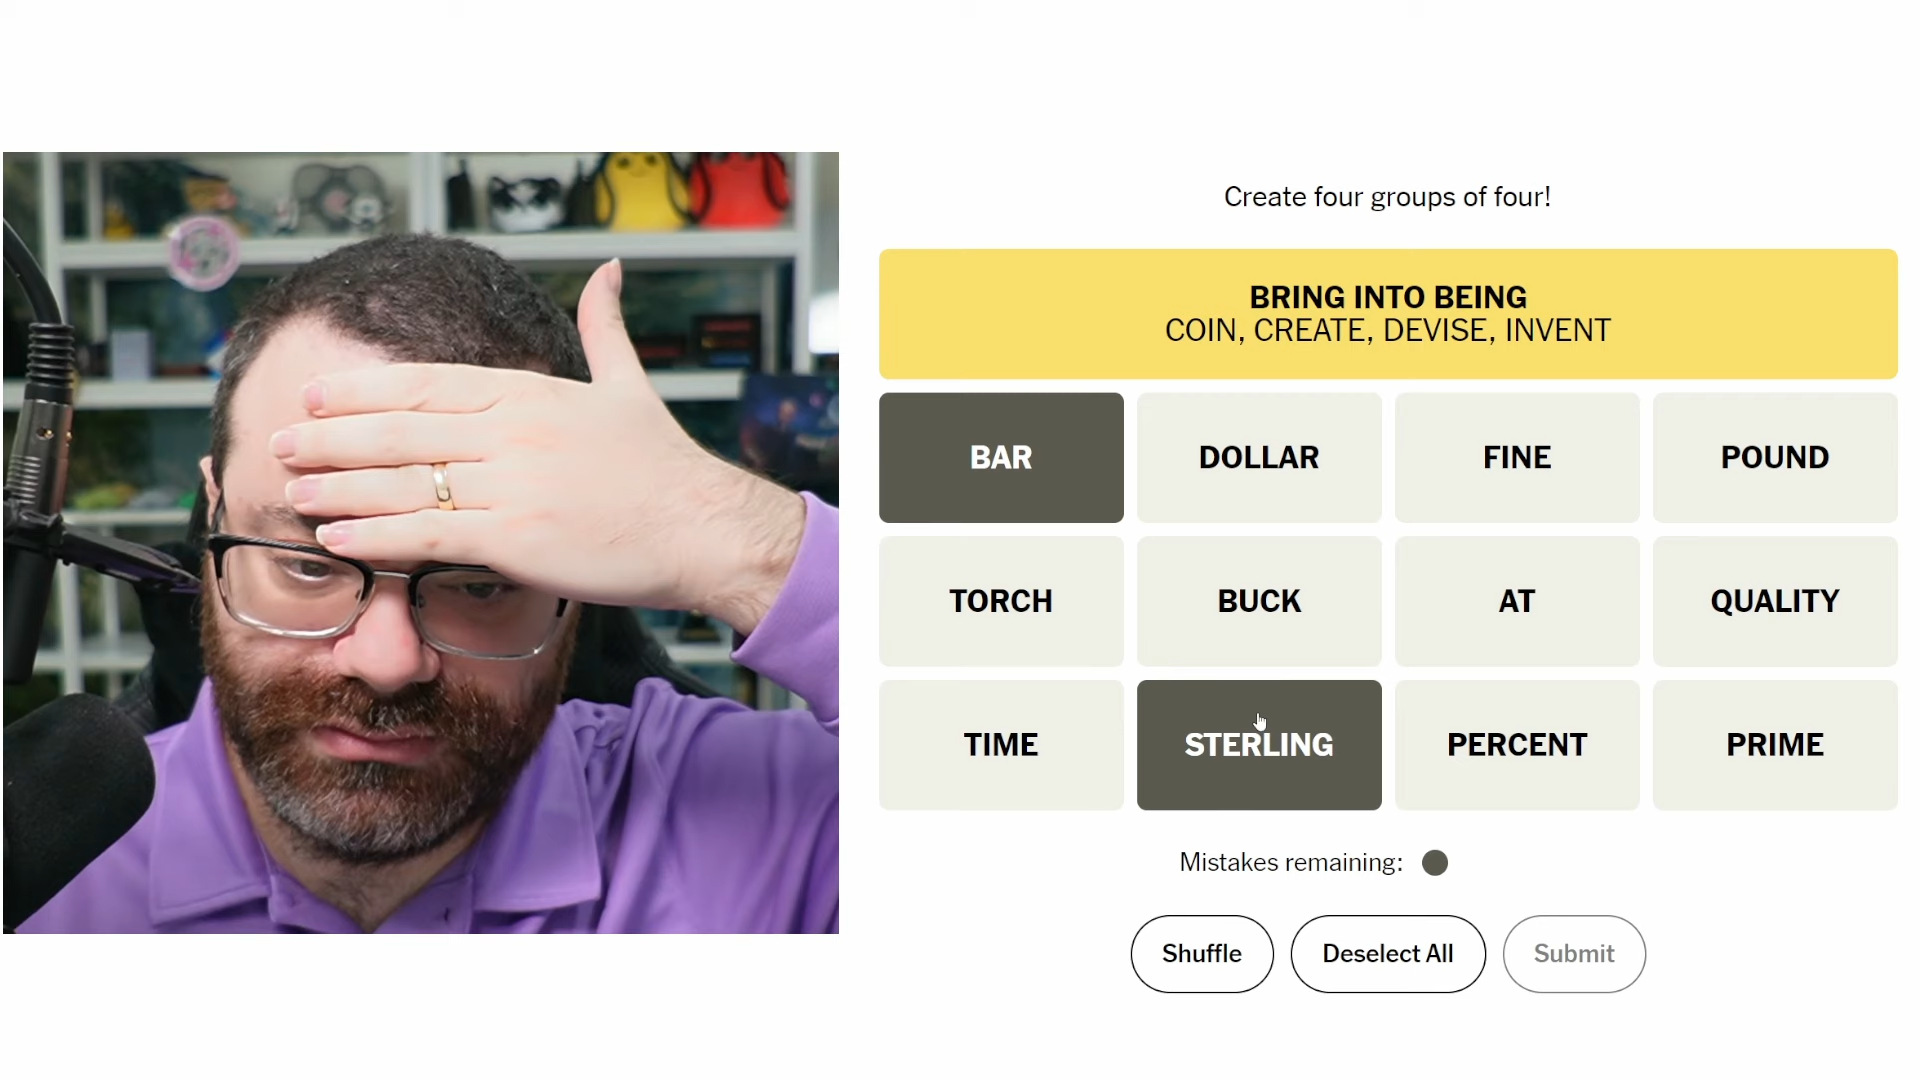 Create four groups of four!
BRING INTO BEING
COIN, CREATE, DEVISE, INVENT
BAR DOLLAR FINE POUND
TORCH BUCK AT QUALITY
TIME STERLING PERCENT PRIME
Mistakes remaining:
Shuffle Deselect All Submit